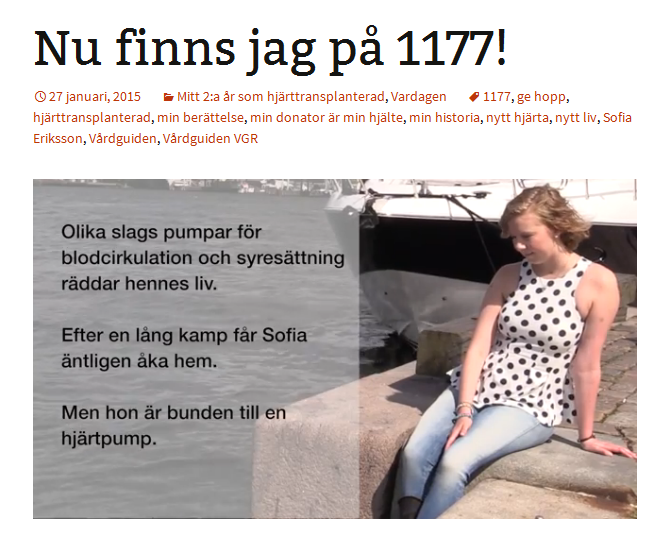 Nu finns jag på 1177!
27 januari, 2015 Mitt 2:a år som hjärttransplanterad, Vardagen 1177, ge hopp,
hjärttransplanterad, min berättelse, min donator är min hjälte, min historia, nytt hjärta, nytt liv, Sofia
Eriksson, Vårdguiden, Vårdguiden VGR
Olika slags pumpar för
blodcirkulation och syresättning
räddar hennes liv.
Efter en lång kamp får Sofia
äntligen åka hem.
Men hon är bunden till en
hjärtpump.